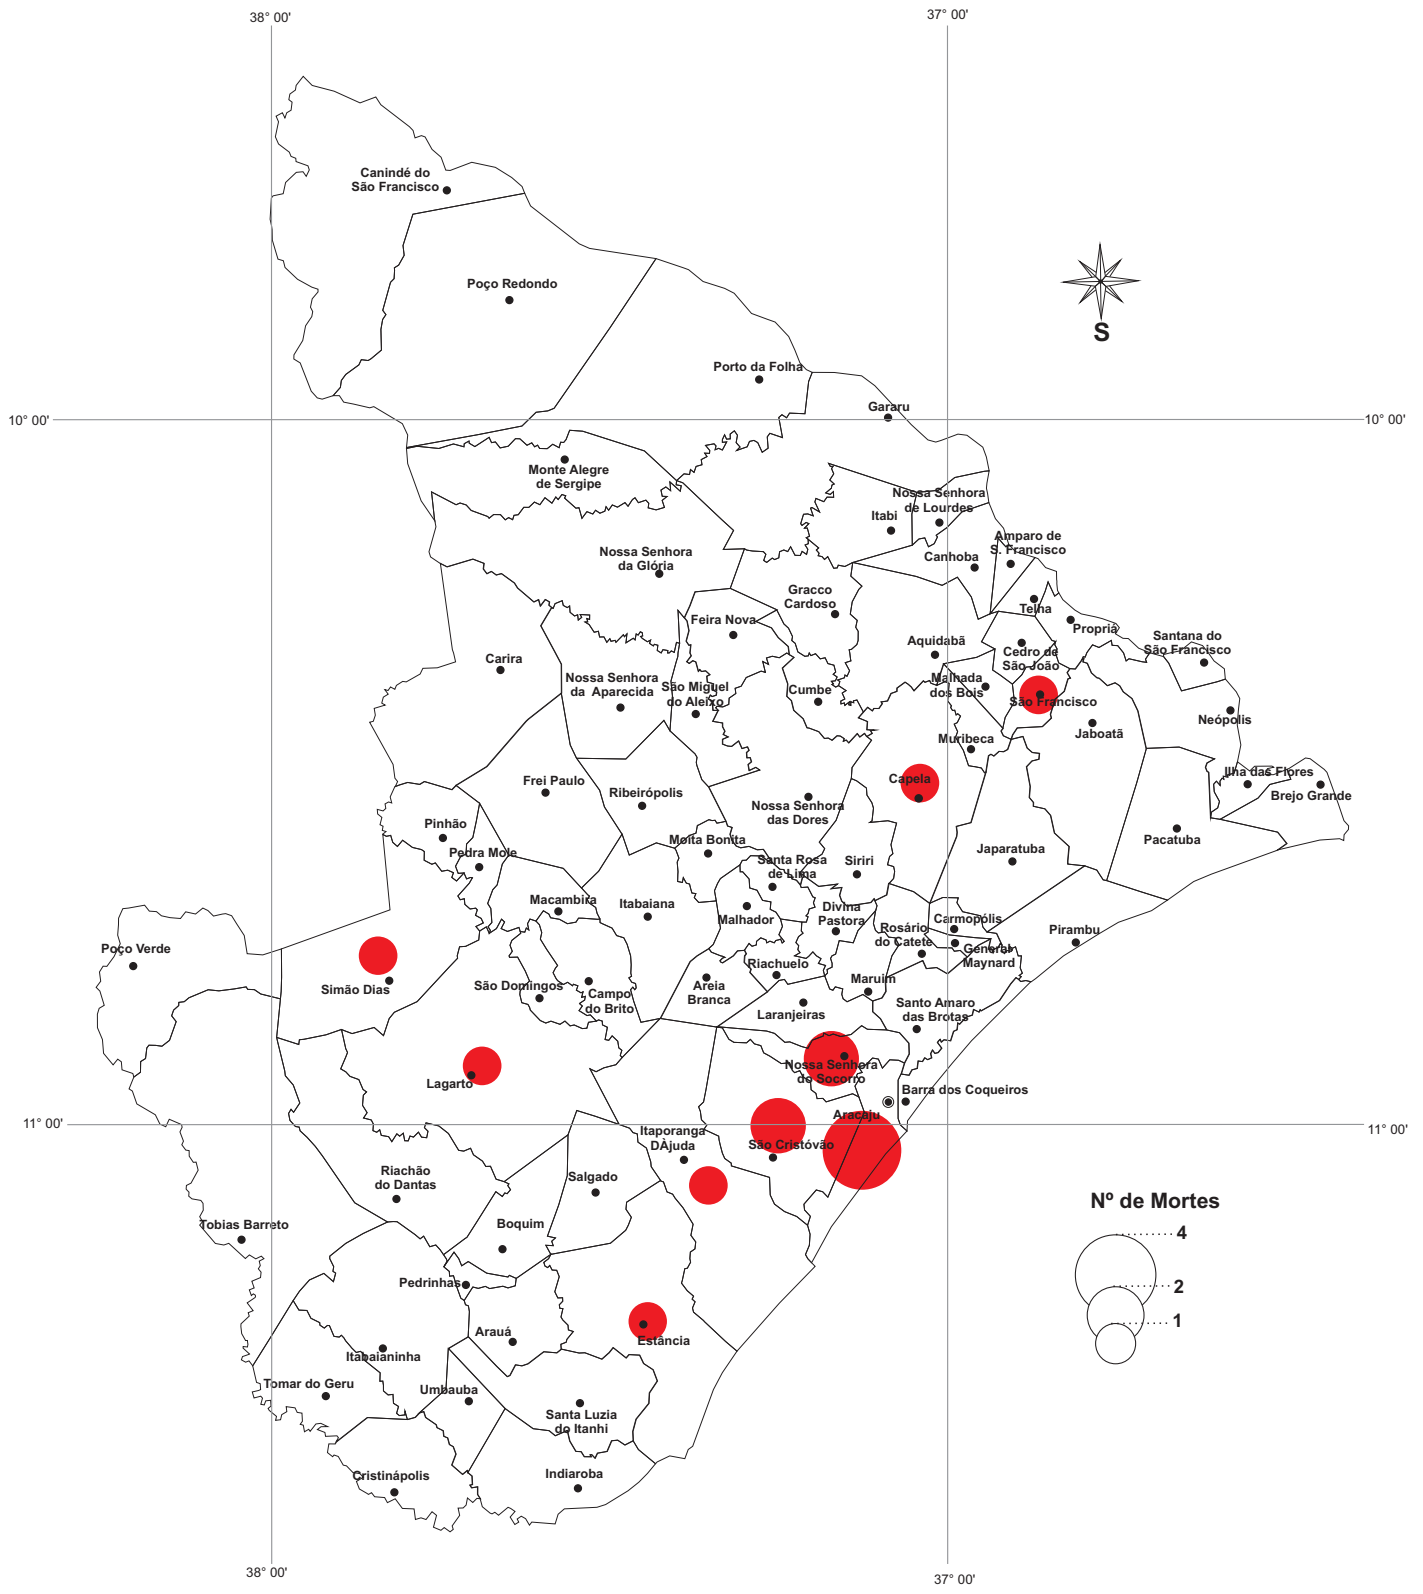 38° 00'
37° 00'
Canindé do
São Francisco
Poço Redondo
S
Porto da Folha
Gararu
10° 00'
10° 00'
Monte Alegre
de Sergipe
Nossa Senhora
de Lourdes
Itabi
Amparo de
S. Francisco
Canhoba
Nossa Senhora
da Glória
Gracco
Cardoso
Telha
Propriá
Feira Nova
Aquidabã
Santana do
São Francisco
Cedro de
São João
Carira
Nossa Senhora
da Aparecida
São Miguel
do Aleixo
Cumbe
Malhada
dos Bois
São Francisco
Neópolis
Jaboatã
Muribeca
Ilha das Flores
Brejo Grande
Frei Paulo
Ribeirópolis
Capela
Nossa Senhora
das Dores
Pinhão
Pedra Mole
Moita Bonita
Santa Rosa
de Lima
Siriri
Japaratuba
Pacatuba
Macambira
Itabaiana
Malhador
Divina
Pastora
Rosário
do Catete
Carmopólis
General
Maynard
Pirambu
Poço Verde
Simão Dias
São Domingos
Campo
do Brito
Areia
Branca
Riachuelo
Maruim
Laranjeiras
Santo Amaro
das Brotas
Nossa Senhora
do Socorro
Lagarto
Barra dos Coqueiros
Aracaju
11° 00'
11° 00'
Itaporanga
DÀjuda
São Cristóvão
Riachão
do Dantas
Salgado
Nº de Mortes
4
2
1
Tobias Barreto
Boquim
Pedrinhas
Arauá
Estância
Itabaianinha
Tomar do Geru
Umbauba
Santa Luzia
do Itanhi
Cristinápolis
Indiaroba
38° 00'
37° 00'